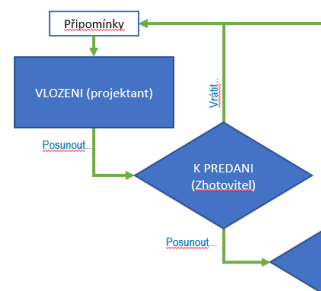 Připomínky
VLOZENI (projektant)
Vrátit...
Posunout...
K PREDANI
(Zhotovitel)
Posunout...